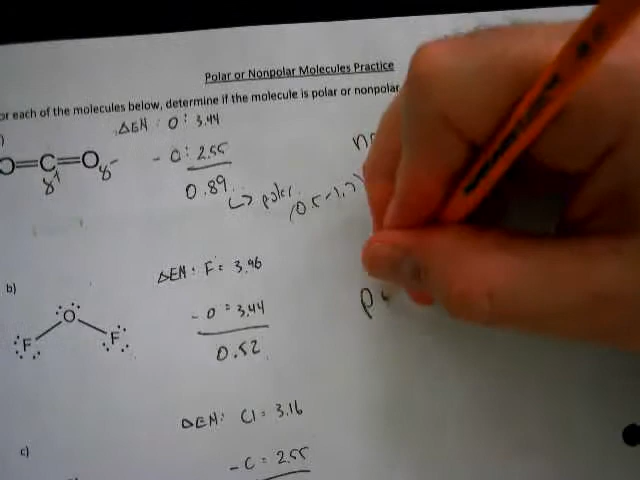 Polar or Nonpolar Molecules Practice
or each of the molecules below, determine if the molecule is polar or nonpolar
ΔEN: O: 3.44
O=C=O δ-
δ+
- C: 2.55
0.89
↳ polar
(0.5-1.7)
b)
ΔEN: F= 3.96
- O = 3.44
0.52
O
F F
ΔEN: Cl = 3.16
c)
- C = 2.55